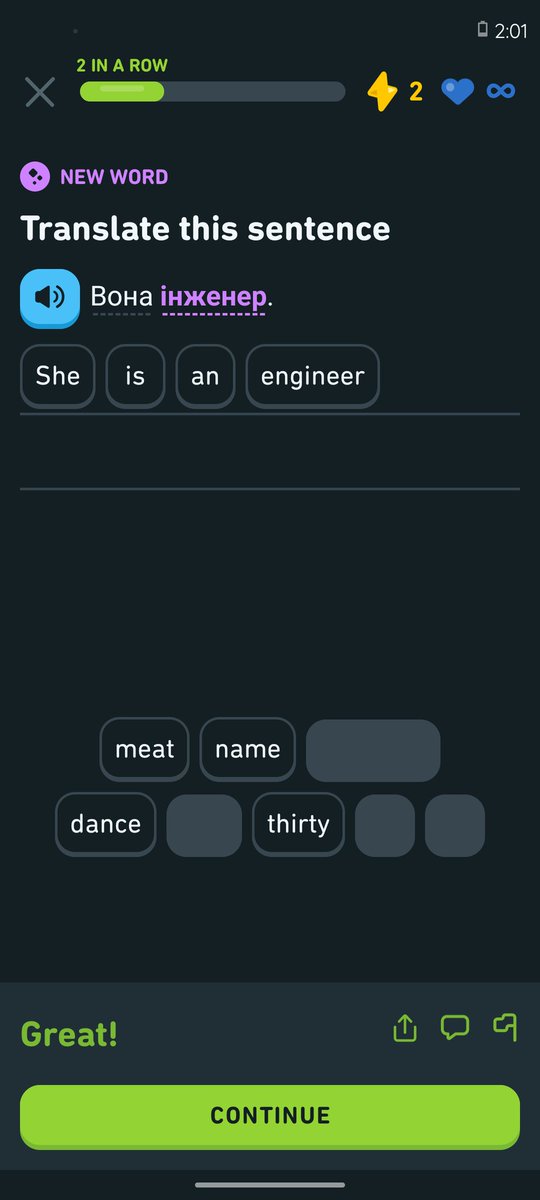 2:01
2 IN A ROW
2
NEW WORD
Translate this sentence
Вона інженер.
She is an engineer
meat name
dance thirty
Great!
CONTINUE